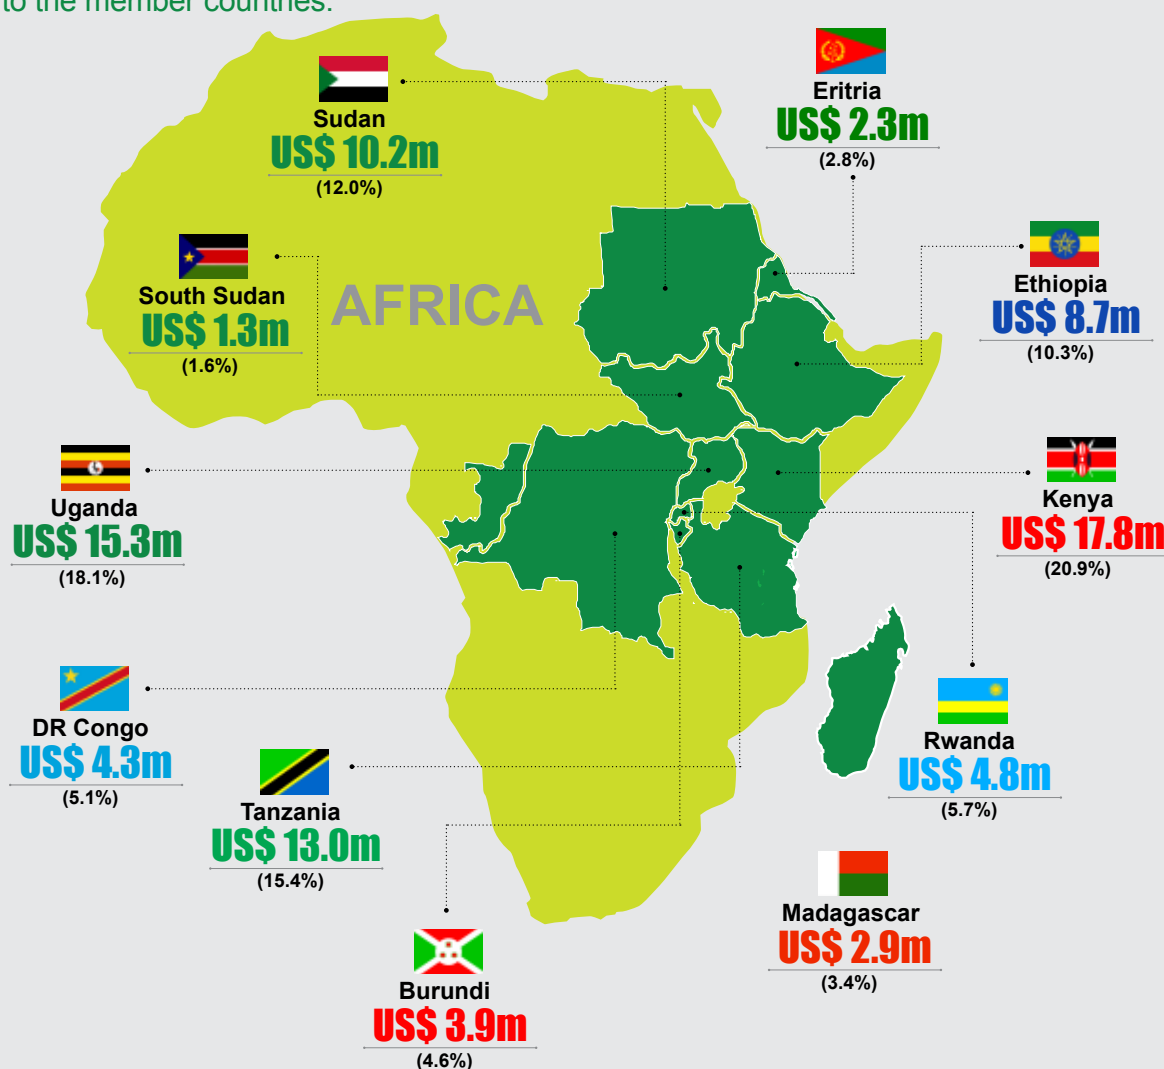 to the member countries.
Sudan
US$ 10.2m
(12.0%)
Eritria
US$ 2.3m
(2.8%)
South Sudan
US$ 1.3m
(1.6%)
AFRICA
Ethiopia
US$ 8.7m
(10.3%)
Uganda
US$ 15.3m
(18.1%)
Kenya
US$ 17.8m
(20.9%)
DR Congo
US$ 4.3m
(5.1%)
Tanzania
US$ 13.0m
(15.4%)
Rwanda
US$ 4.8m
(5.7%)
Madagascar
US$ 2.9m
(3.4%)
Burundi
US$ 3.9m
(4.6%)